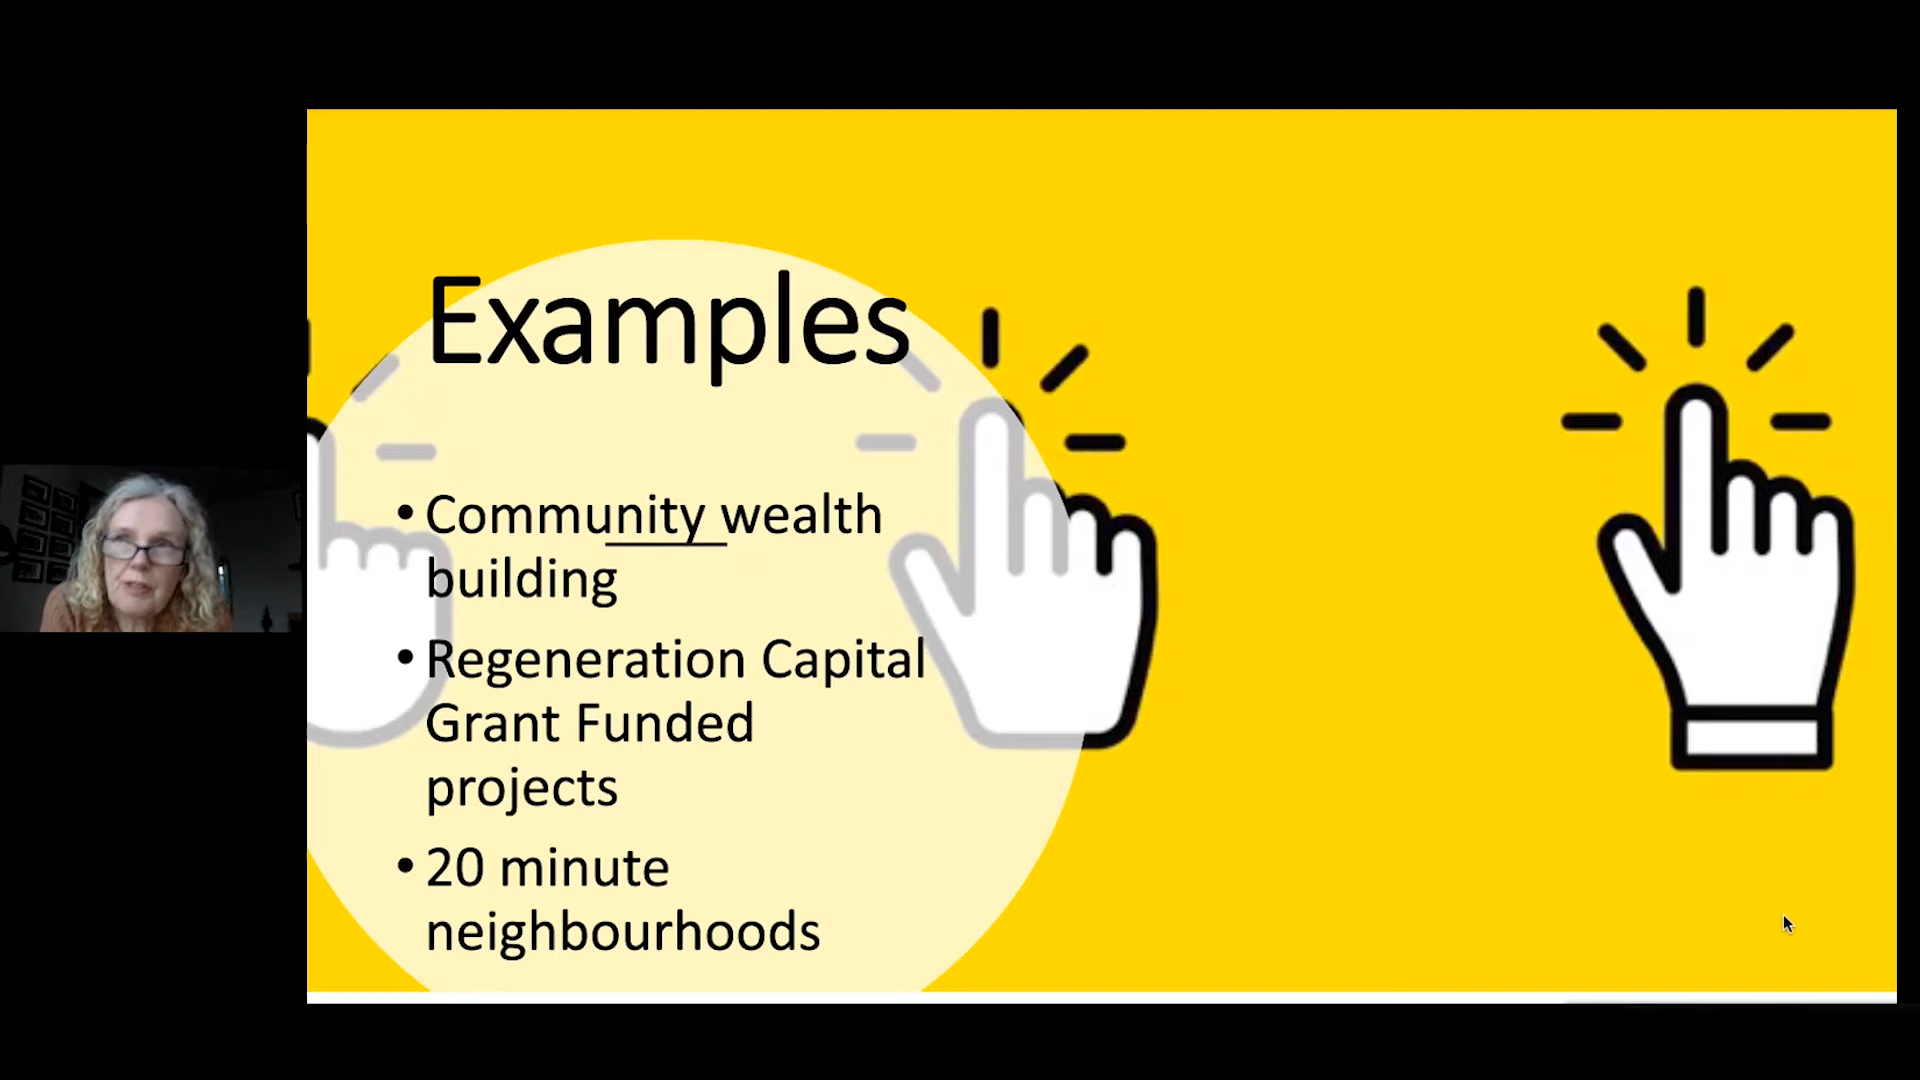 Examples
• Community wealth
building
• Regeneration Capital
Grant Funded
projects
• 20 minute
neighbourhoods